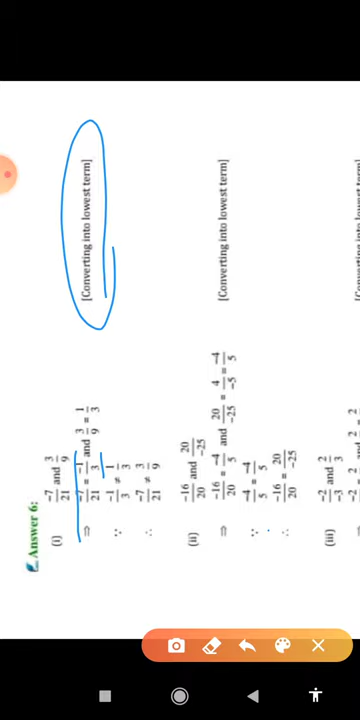 Answer 6:
(i) -7/21 and 3/9
⇒ -7/21 = -1/3 and 3/9 = 1/3 [Converting into lowest term]
∵ -1/3 ≠ 1/3
∴ -7/21 ≠ 3/9
(ii) -16/20 and 20/-25
⇒ -16/20 = -4/5 and 20/-25 = 4/-5 = -4/5 [Converting into lowest term]
∵ -4/5 = -4/5
∴ -16/20 = 20/-25
(iii) -2/-3 and 2/3